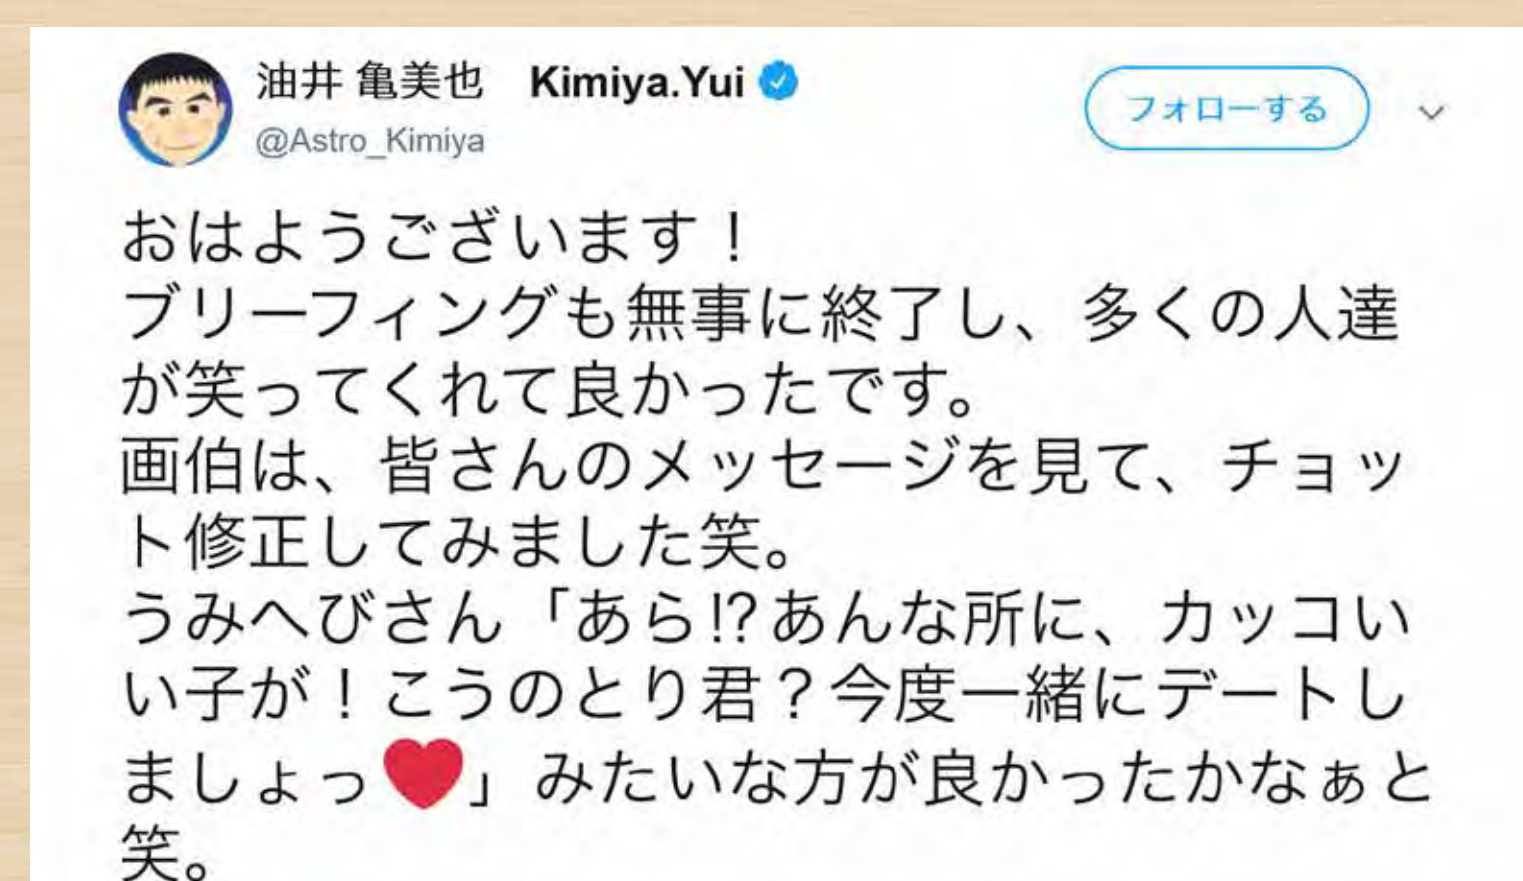 油井 亀美也　Kimiya.Yui
@Astro_Kimiya
フォローする
おはようございます！
ブリーフィングも無事に終了し、多くの人達
が笑ってくれて良かったです。
画伯は、皆さんのメッセージを見て、チョッ
ト修正してみました笑。
うみへびさん「あら⁉あんな所に、カッコい
い子が！こうのとり君？今度一緒にデートし
ましょっ❤」みたいな方が良かったかなぁと
笑。